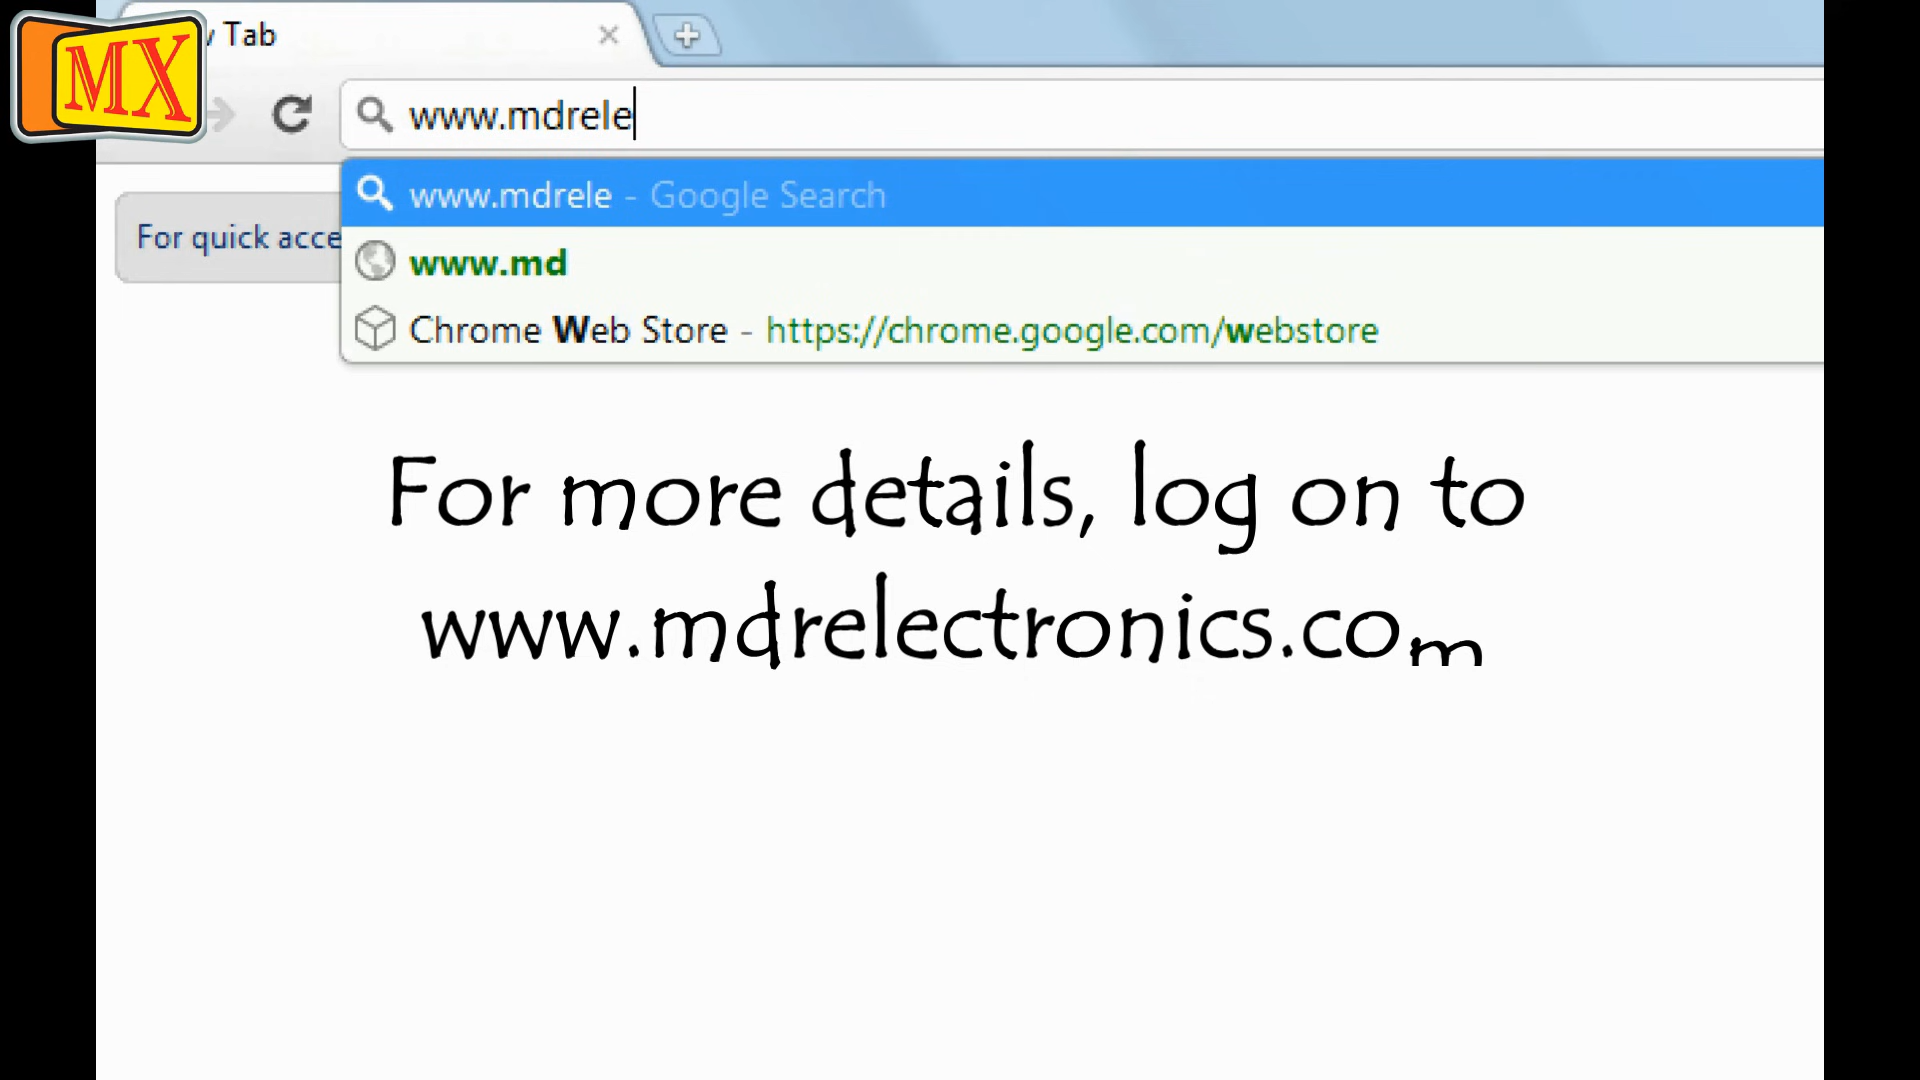 MX
Tab
www.mdrele
www.mdrele - Google Search
For quick acce
www.md
Chrome Web Store - https://chrome.google.com/webstore
For more details, log on to
www.mdrelectronics.com